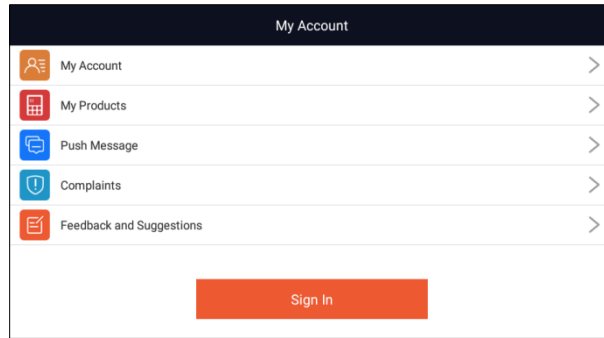 My Account
My Account
My Products
Push Message
Complaints
Feedback and Suggestions
Sign In